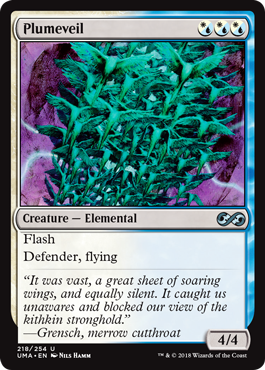 Plumeveil
Creature — Elemental
Flash
Defender, flying
“It was vast, a great sheet of soaring
wings, and equally silent. It caught us
unawares and blocked our view of the
kithkin stronghold.”
—Grensch, merrow cutthroat
4/4
218/254 U
UMA • EN Nils Hamm
™ & © 2018 Wizards of the Coast